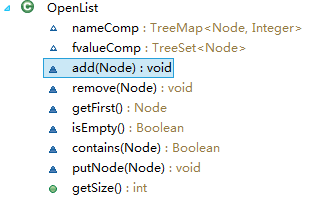 OpenList
nameComp : TreeMap<Node, Integer>
fvalueComp : TreeSet<Node>
add(Node) : void
remove(Node) : void
getFirst() : Node
isEmpty() : Boolean
contains(Node) : Boolean
putNode(Node) : void
getSize() : int